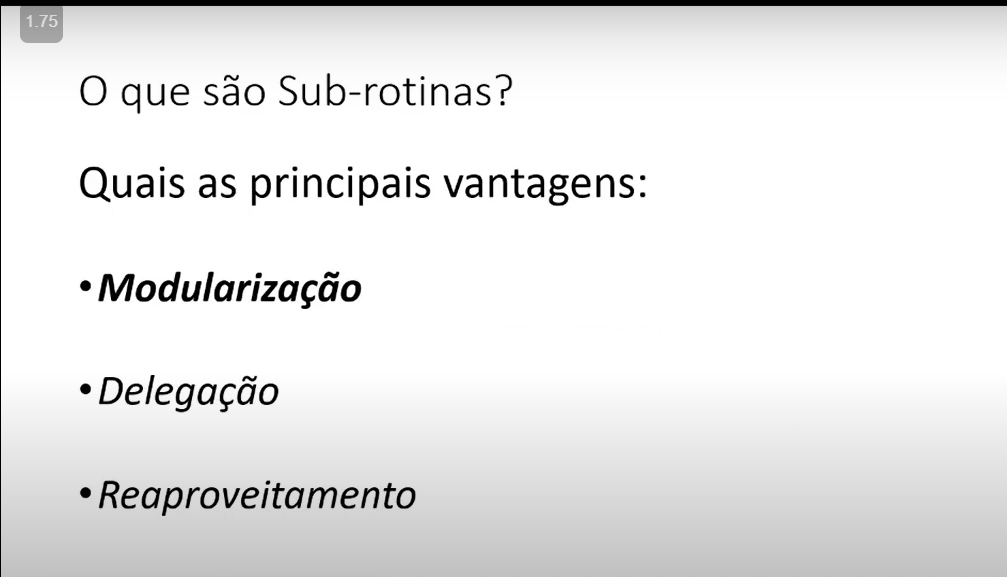 1.75
O que são Sub-rotinas?
Quais as principais vantagens:
•Modularização
•Delegação
•Reaproveitamento